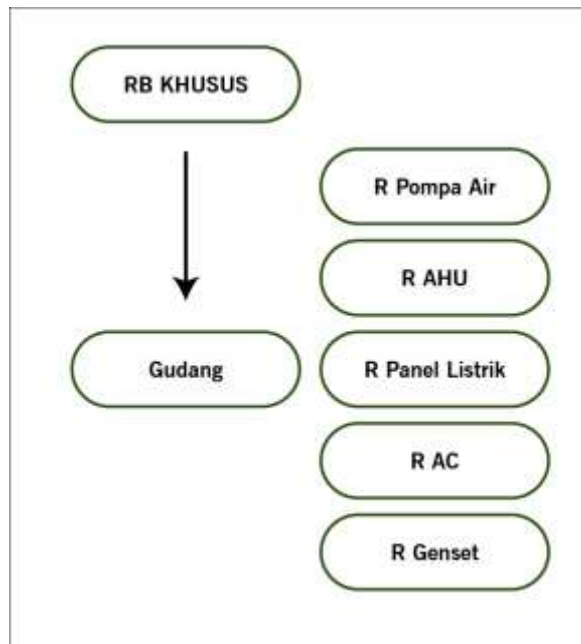 RB KHUSUS
R Pompa Air
R AHU
Gudang
R Panel Listrik
R AC
R Genset